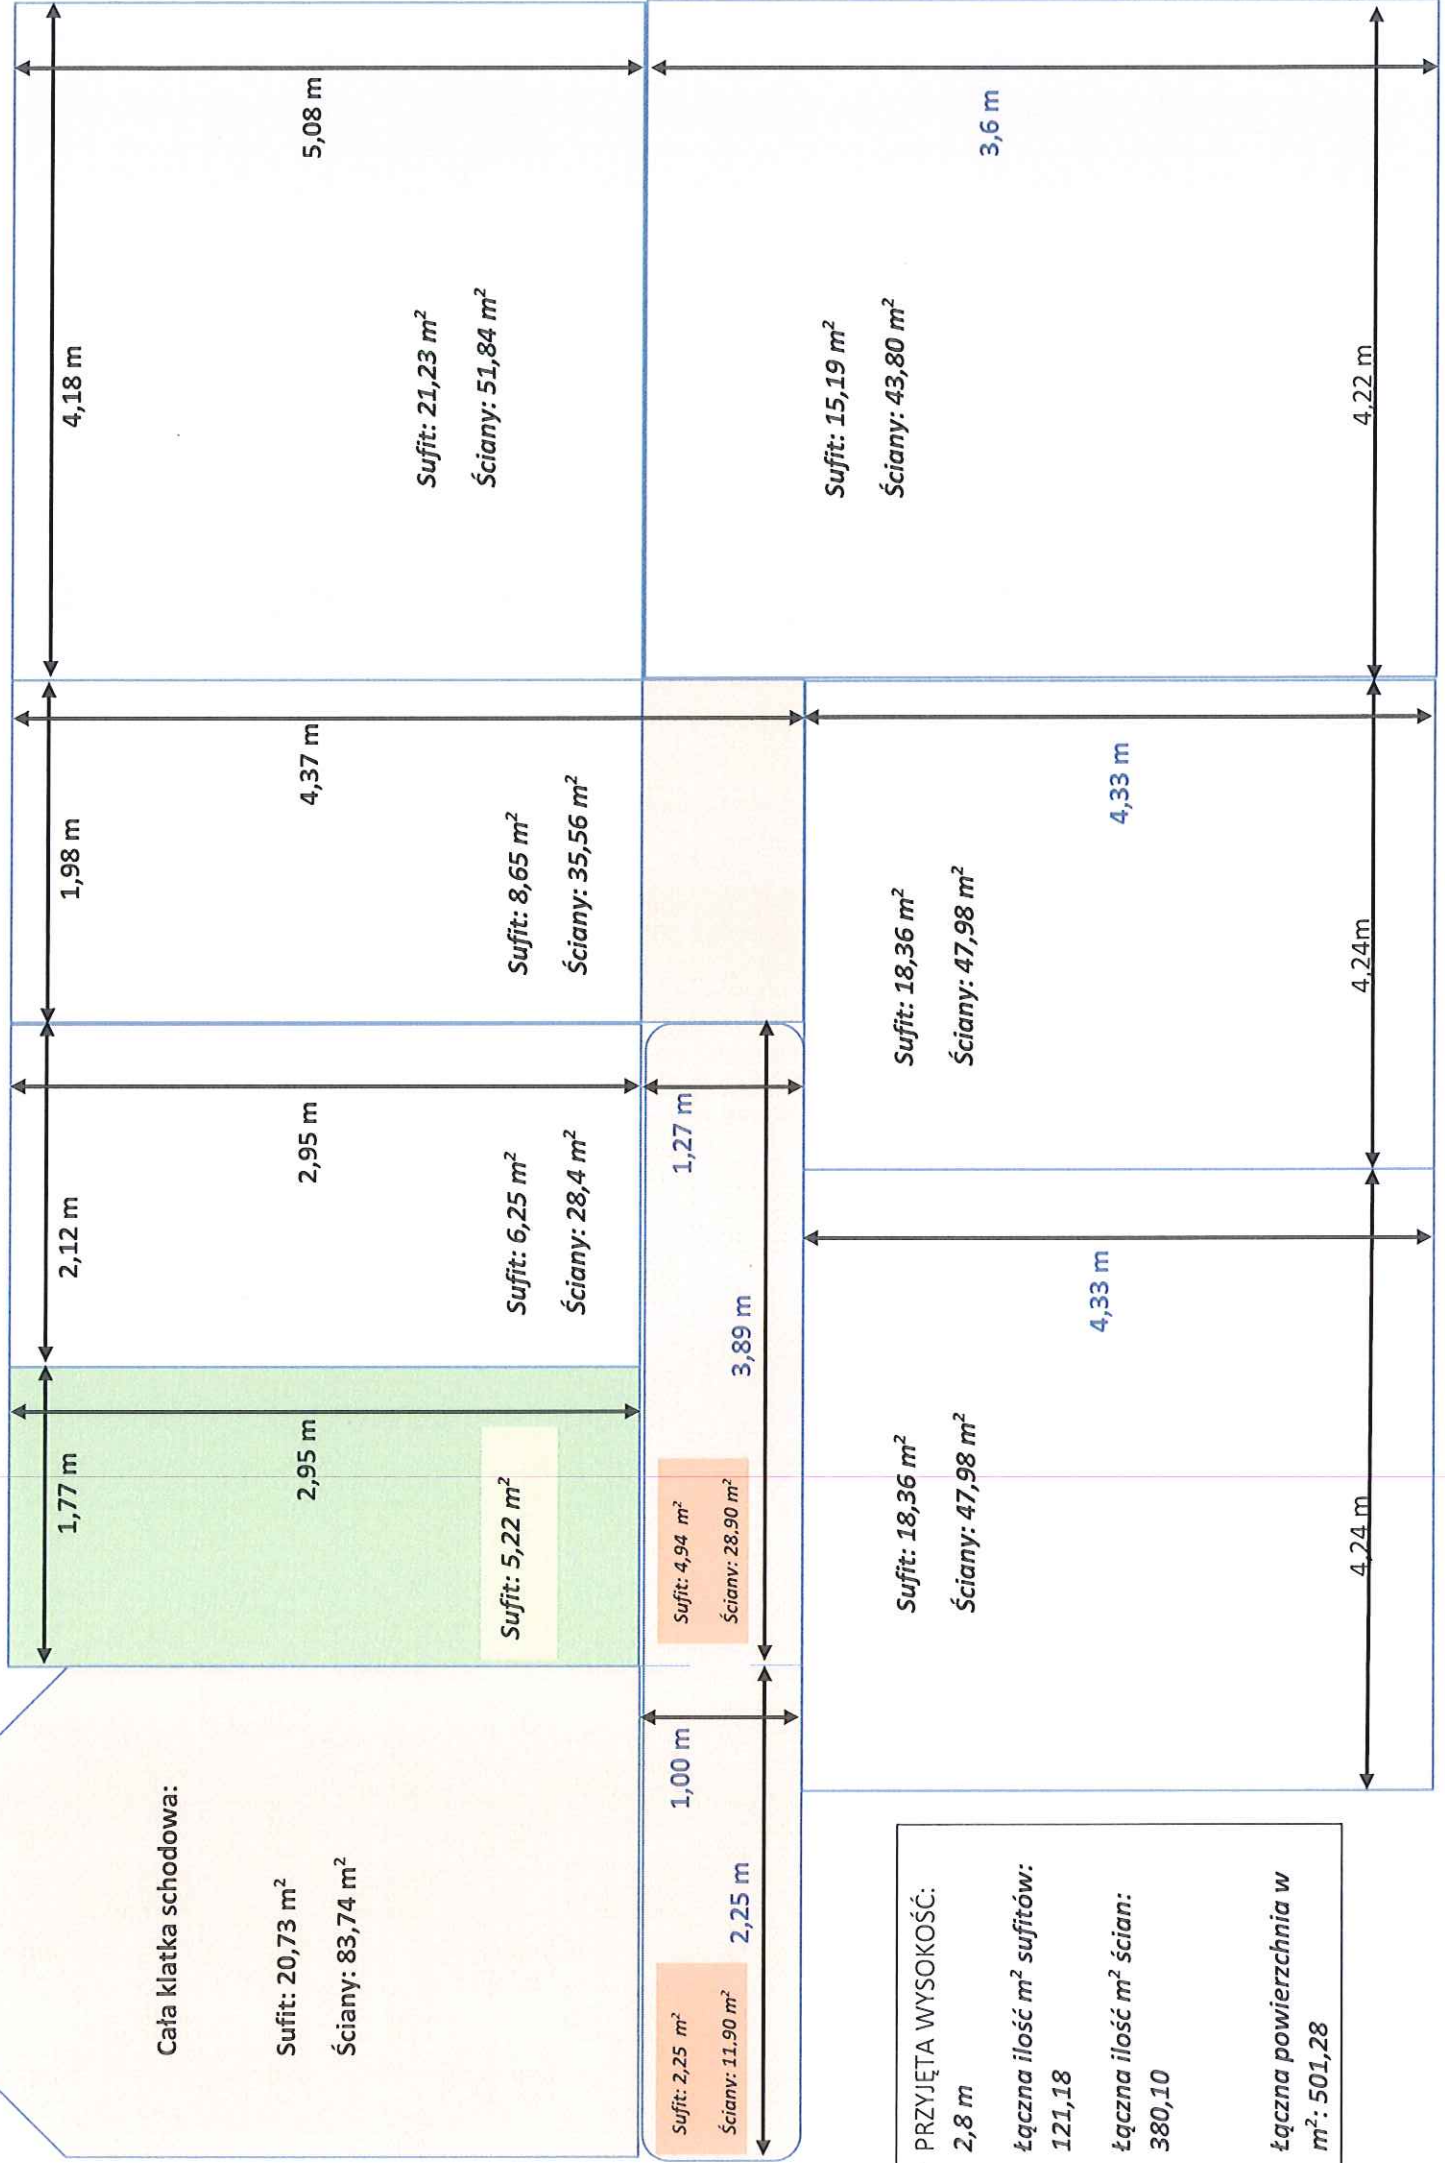 Cała klatka schodowa:
Sufit: 20,73 m²
Ściany: 83,74 m²
1,77 m
2,95 m
Sufit: 5,22 m²
2,12 m
2,95 m
Sufit: 6,25 m²
Ściany: 28,4 m²
1,98 m
4,37 m
Sufit: 8,65 m²
Ściany: 35,56 m²
4,18 m
5,08 m
Sufit: 21,23 m²
Ściany: 51,84 m²
1,00 m
2,25 m
Sufit: 2,25 m²
Ściany: 11.90 m²
1,27 m
3,89 m
Sufit: 4,94 m²
Ściany: 28.90 m²
3,6 m
Sufit: 15,19 m²
Ściany: 43,80 m²
4,22 m
4,33 m
Sufit: 18,36 m²
Ściany: 47,98 m²
4,24m
4,33 m
Sufit: 18,36 m²
Ściany: 47,98 m²
4,24 m
PRZYJĘTA WYSOKOŚĆ:
2,8 m
Łączna ilość m² sufitów:
121,18
Łączna ilość m² ścian:
380,10
Łączna powierzchnia w
m²: 501,28